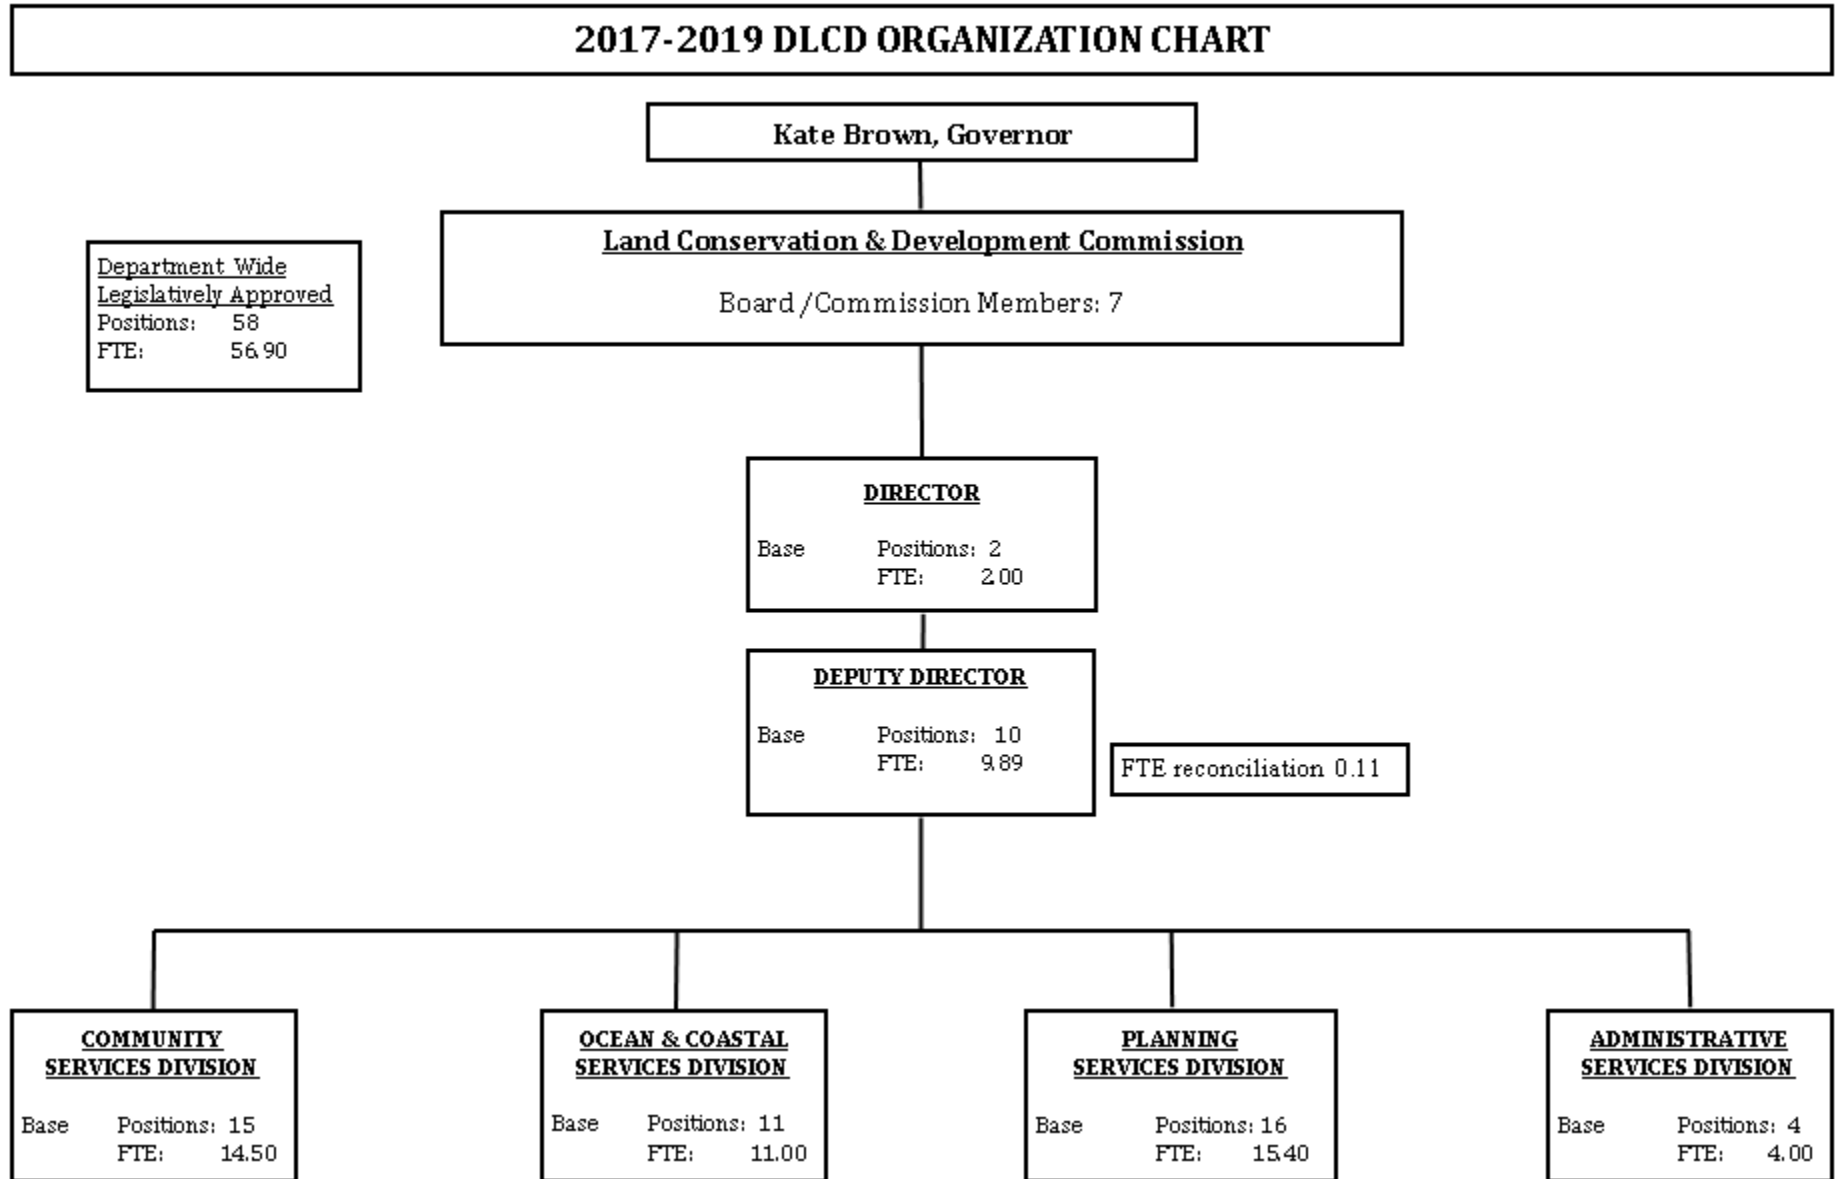 2017-2019 DLCD ORGANIZATION CHART
Kate Brown, Governor
Land Conservation & Development Commission
Board/Commission Members: 7
Department Wide
Legislatively Approved
Positions: 58
FTE: 56.90
DIRECTOR
Base Positions: 2
FTE: 2.00
DEPUTY DIRECTOR
Base Positions: 10
FTE: 9.89
FTE reconciliation 0.11
COMMUNITY
SERVICES DIVISION
Base Positions: 15
FTE: 14.50
OCEAN & COASTAL
SERVICES DIVISION
Base Positions: 11
FTE: 11.00
PLANNING
SERVICES DIVISION
Base Positions: 16
FTE: 15.40
ADMINISTRATIVE
SERVICES DIVISION
Base Positions: 4
FTE: 4.00